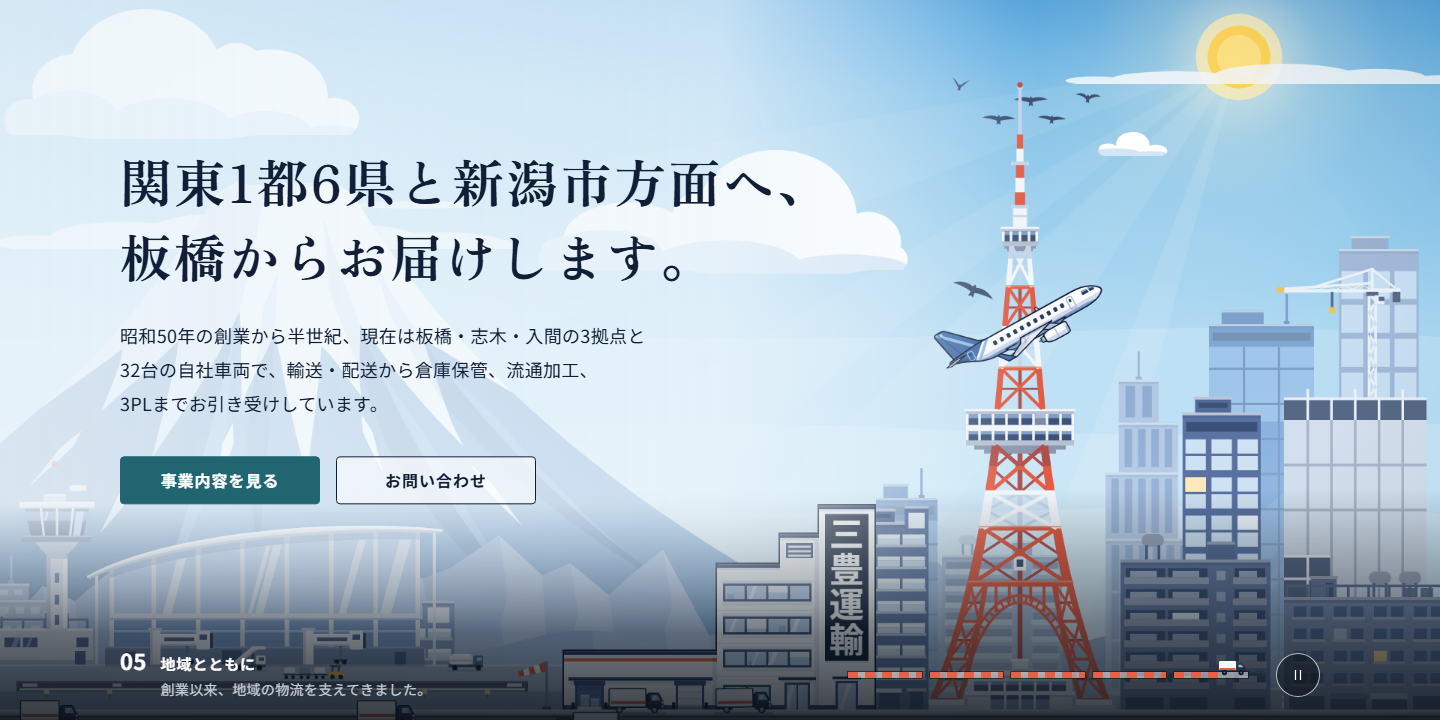 関東1都6県と新潟市方面へ、
板橋からお届けします。
昭和50年の創業から半世紀、現在は板橋・志木・入間の3拠点と
32台の自社車両で、輸送・配送から倉庫保管、流通加工、
3PLまでお引き受けしています。
事業内容を見る
お問い合わせ
三豊運輸
05 地域とともに
創業以来、地域の物流を支えてきました。